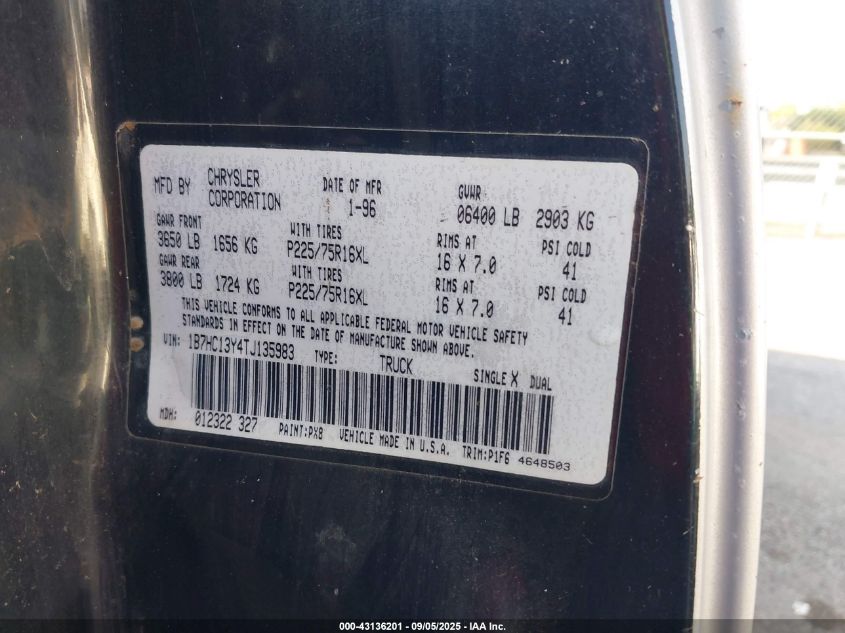 MFD BY CHRYSLER CORPORATION DATE OF MFR 1-96 GVWR 06400 LB 2903 KG
GAWR FRONT WITH TIRES RIMS AT PSI COLD
3650 LB 1656 KG P225/75R16XL 16 X 7.0 41
GAWR REAR WITH TIRES RIMS AT PSI COLD
3800 LB 1724 KG P225/75R16XL 16 X 7.0 41
THIS VEHICLE CONFORMS TO ALL APPLICABLE FEDERAL MOTOR VEHICLE SAFETY
STANDARDS IN EFFECT ON THE DATE OF MANUFACTURE SHOWN ABOVE.
VIN: 1B7HC13Y4TJ135983 TYPE: TRUCK SINGLE X DUAL
MDH: 012322 327 PAINT:PX8 VEHICLE MADE IN U.S.A. TRIM:P1F6 4648503
000-43136201 - 09/05/2025 - IAA Inc.